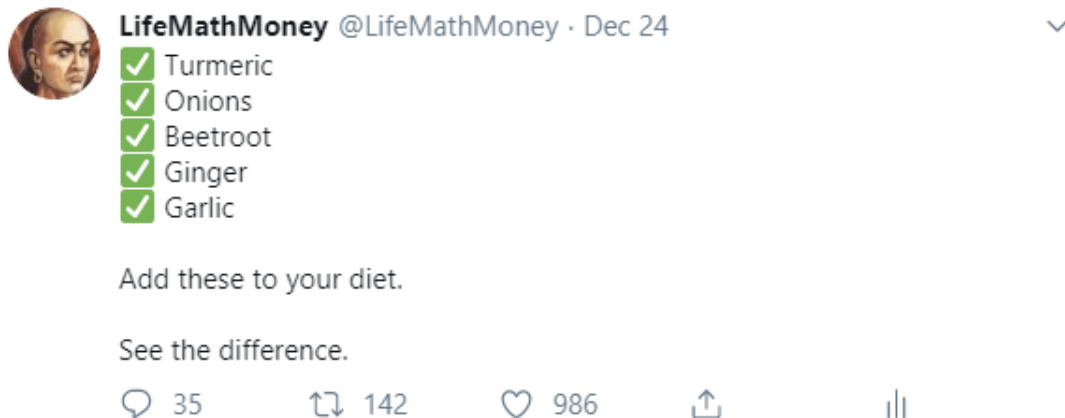 LifeMathMoney @LifeMathMoney · Dec 24
✅ Turmeric
✅ Onions
✅ Beetroot
✅ Ginger
✅ Garlic
Add these to your diet.
See the difference.
35 142 986